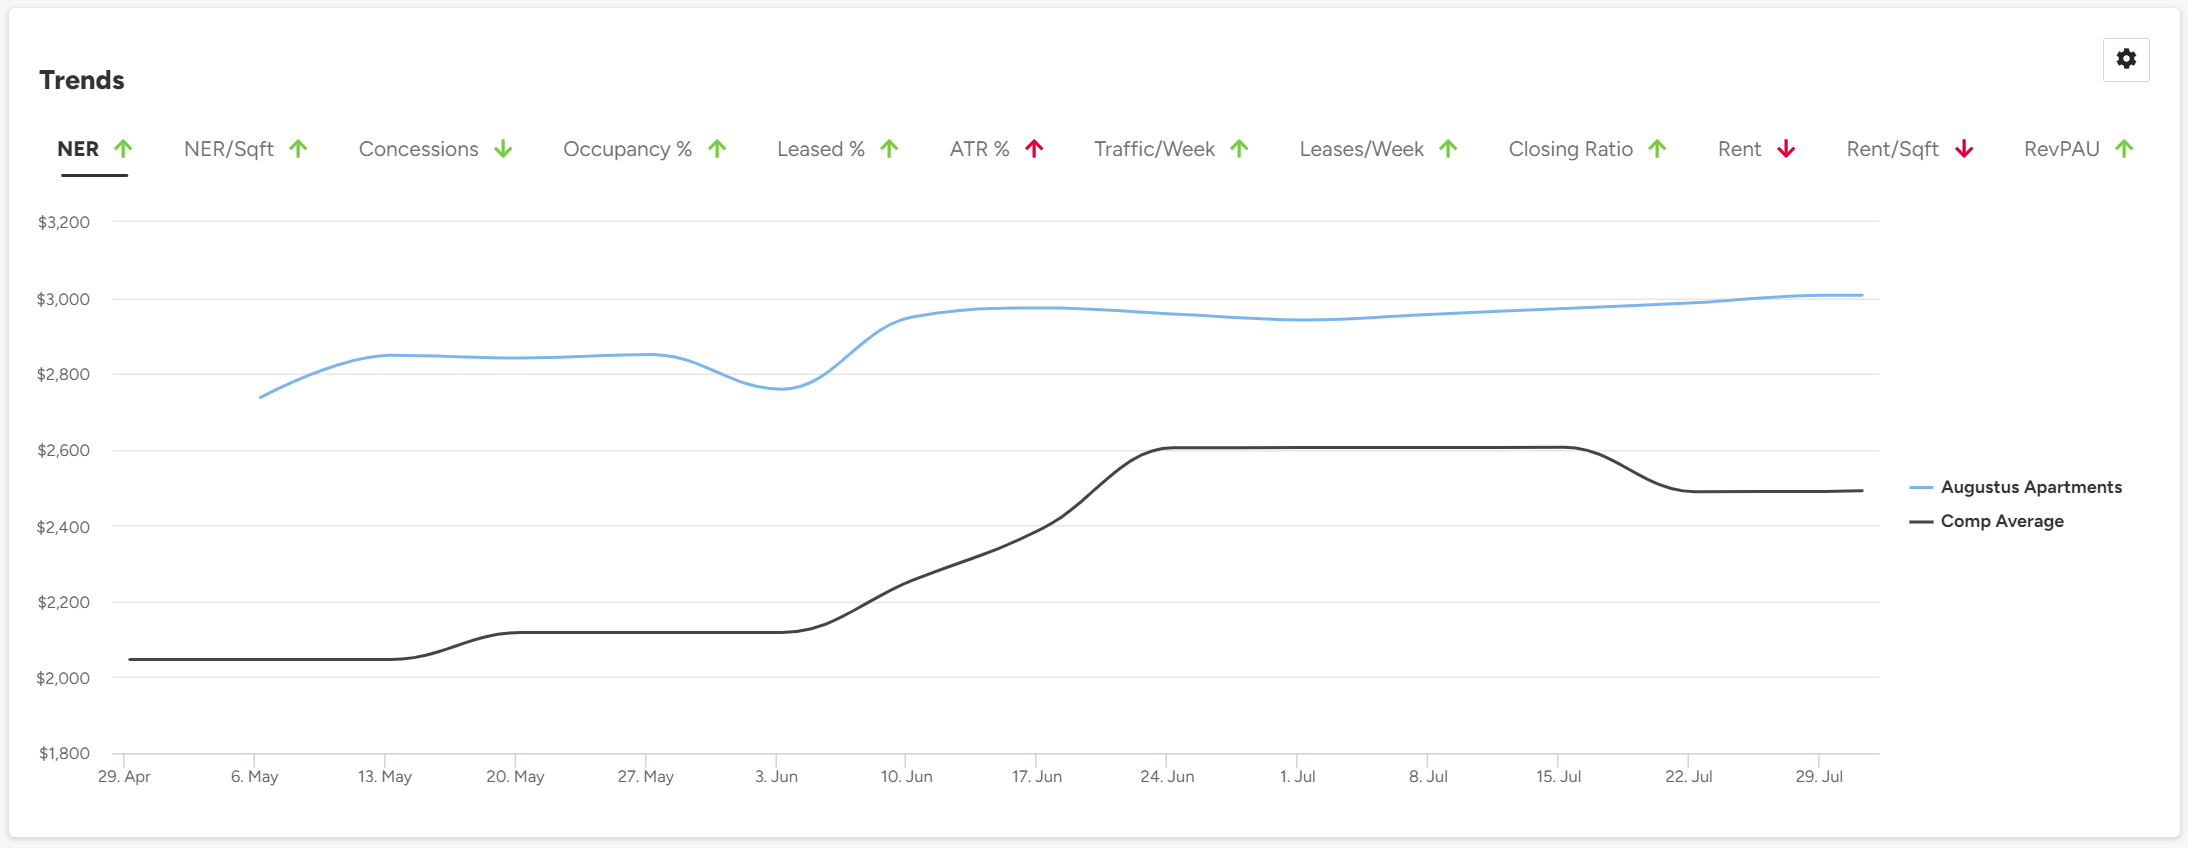 Trends
NER NER/Sqft Concessions Occupancy % Leased % ATR % Traffic/Week Leases/Week Closing Ratio Rent Rent/Sqft RevPAU
$3,200
$3,000
$2,800
$2,600
$2,400
$2,200
$2,000
$1,800
29. Apr 6. May 13. May 20. May 27. May 3. Jun 10. Jun 17. Jun 24. Jun 1. Jul 8. Jul 15. Jul 22. Jul 29. Jul
Augustus Apartments
Comp Average